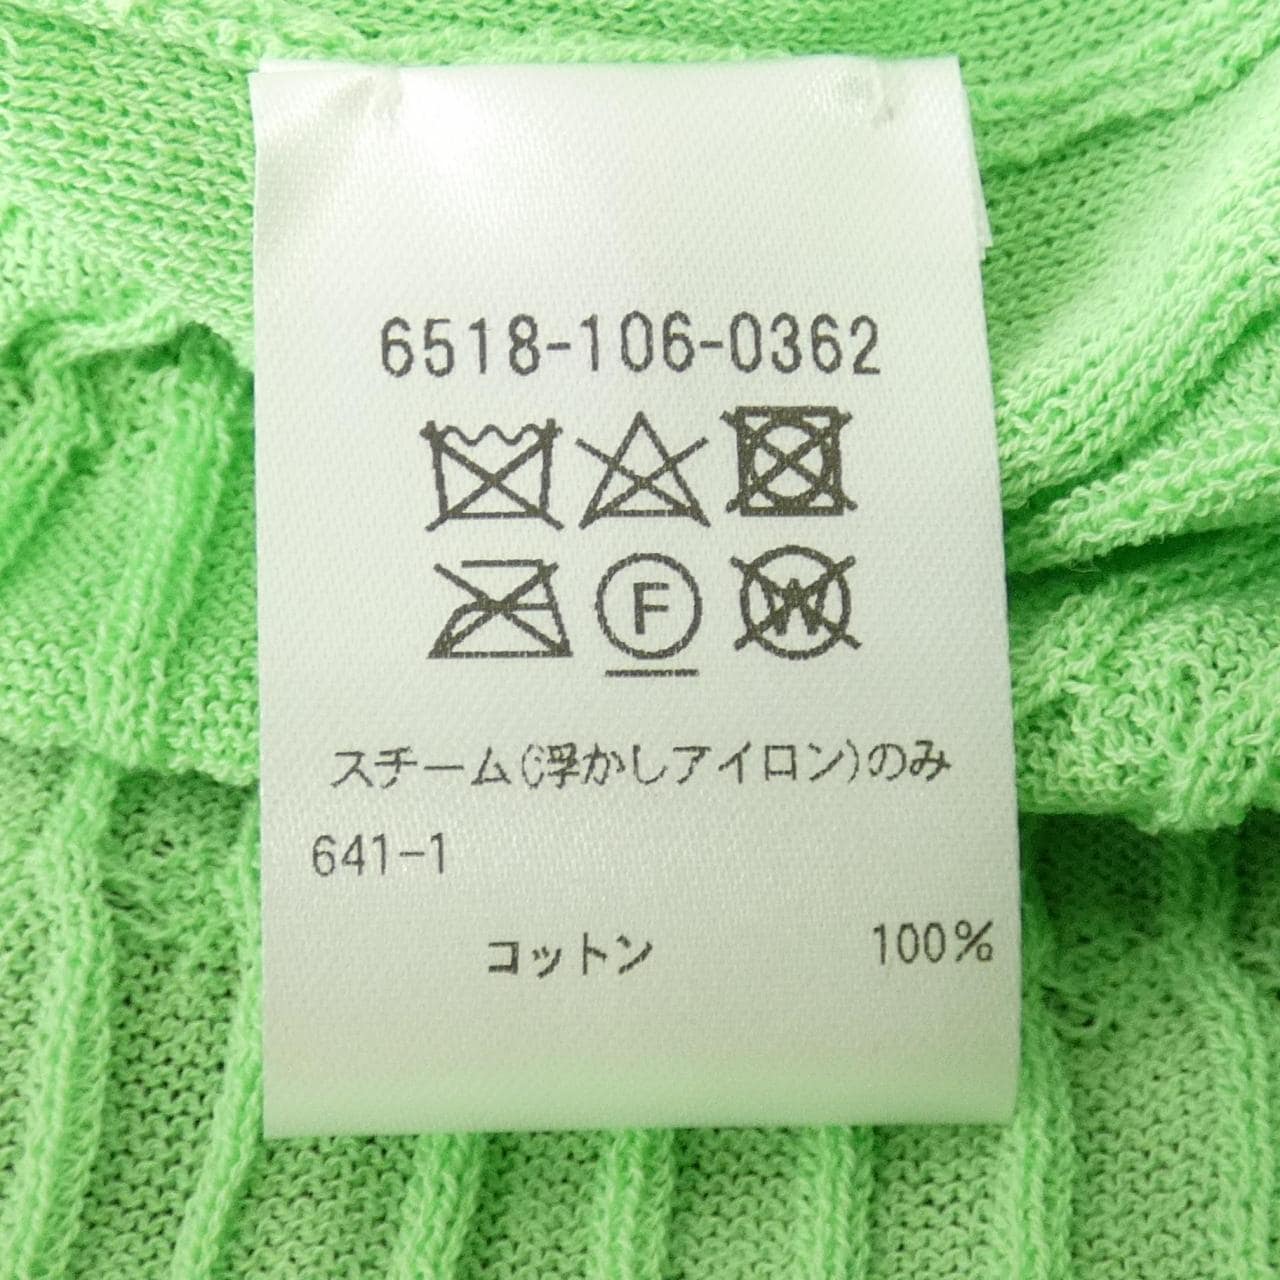 6518-106-0362
F W
スチーム(浮かしアイロン)のみ
641-1
コットン 100%